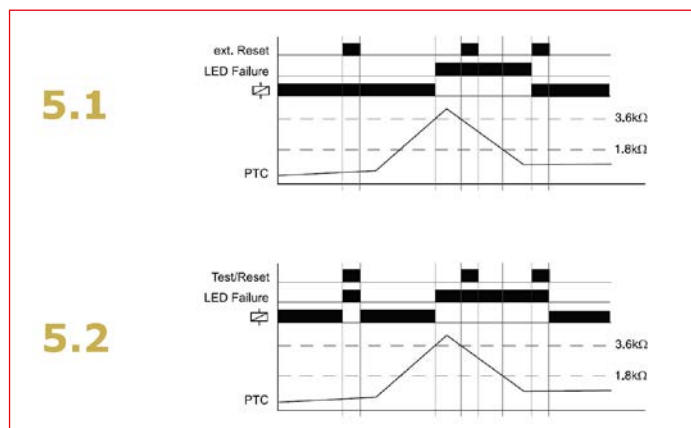 5.1
ext. Reset
LED Failure
3.6kΩ
1.8kΩ
PTC
5.2
Test/Reset
LED Failure
3.6kΩ
1.8kΩ
PTC